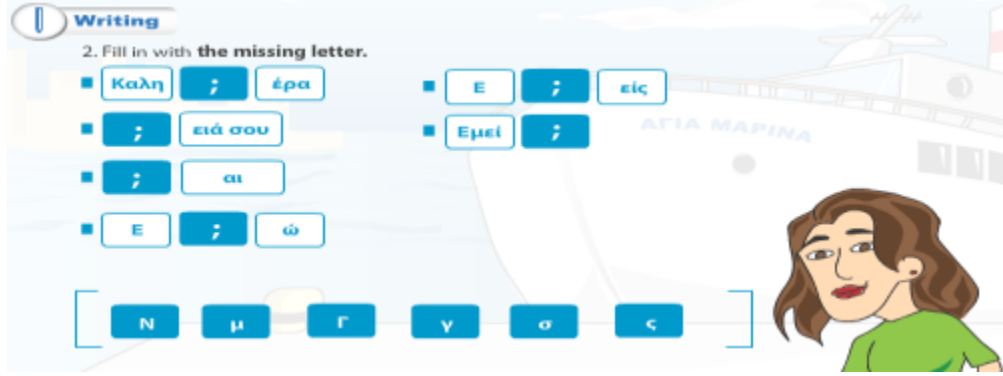 Writing
2. Fill in with the missing letter.
Καλη ; έρα
; ειά σου
; αι
Ε ; ώ
Ε ; είς
Εμεί ;
ΑΓΙΑ ΜΑΡΙΝΑ
Ν μ Γ γ σ ς